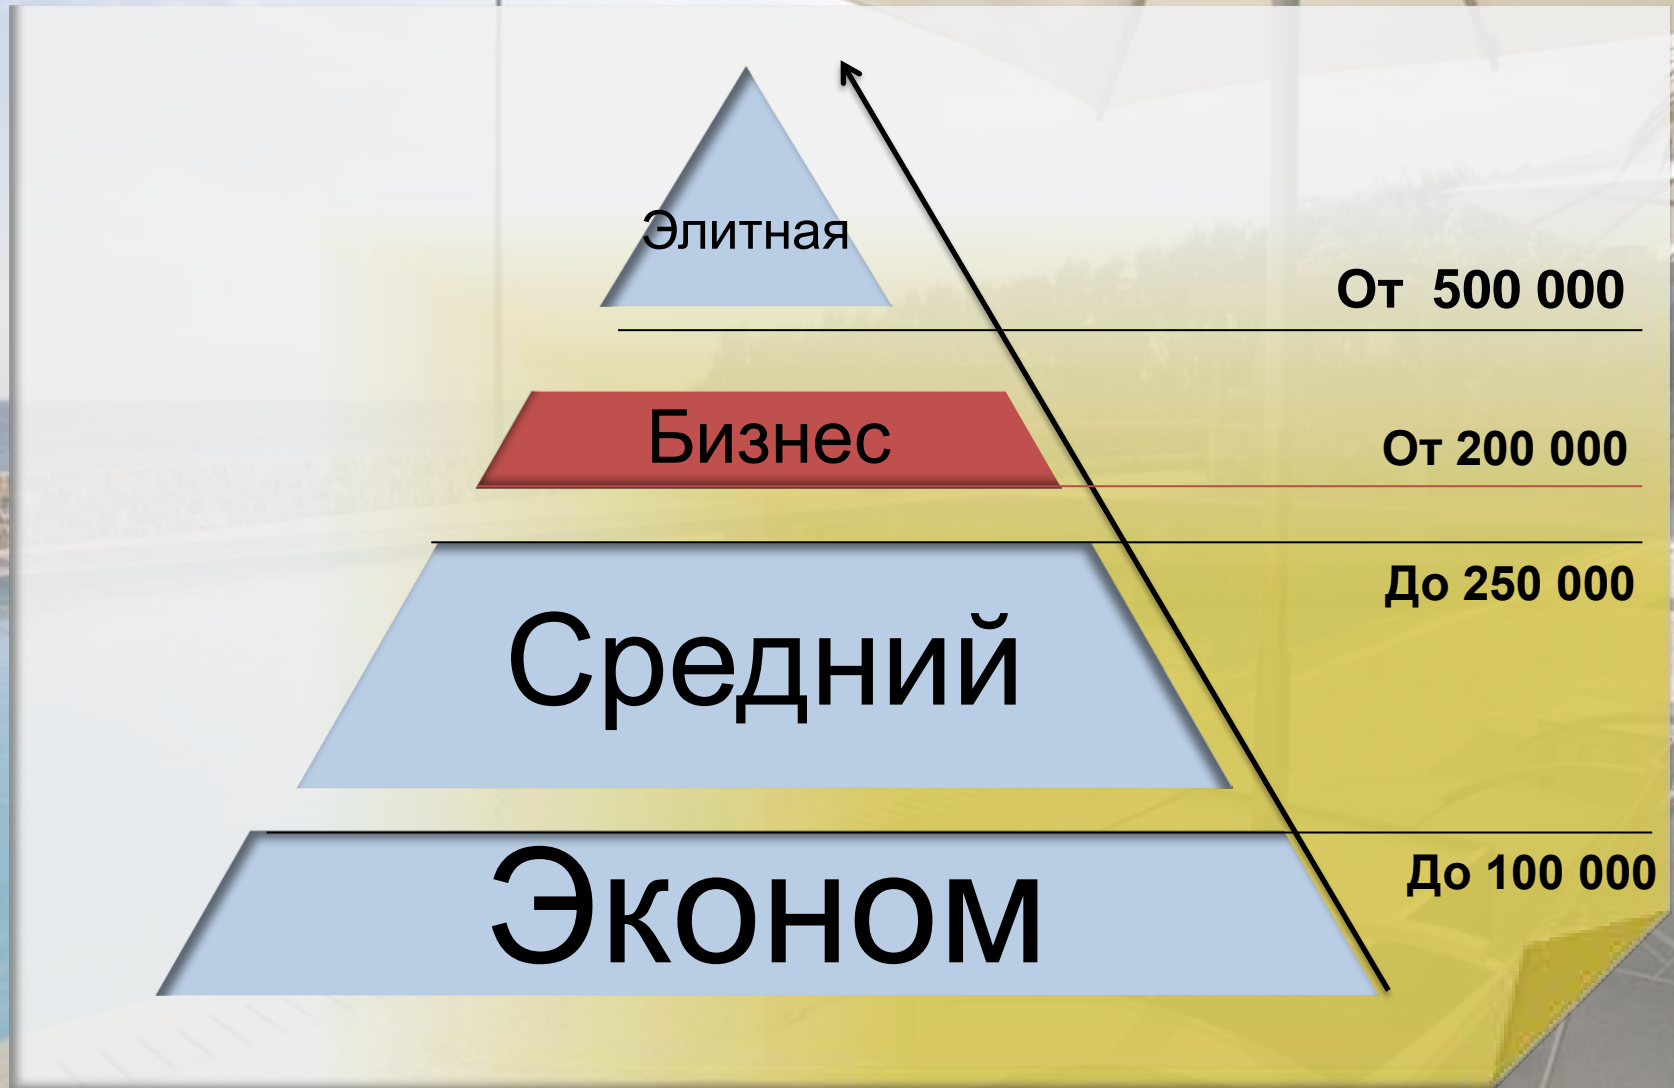 Элитная
От 500 000
Бизнес
От 200 000
До 250 000
Средний
До 100 000
Эконом